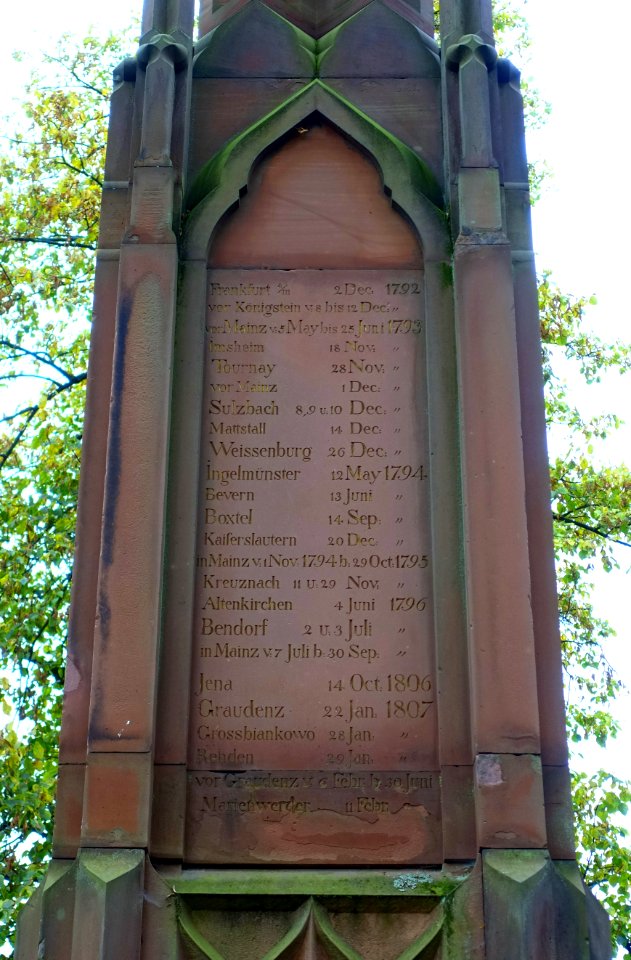 Frankfurt a/m 2 Dec. 1792
vor Königstein v. 8 bis 12 Dec: "
vor Mainz v. 5 May bis 25 Juni 1793
Imsheim 18 Nov: "
Tournay 28 Nov: "
vor Mainz 1 Dec: "
Sulzbach 8, 9 u. 10 Dec: "
Mattstall 14 Dec: "
Weissenburg 26 Dec: "
Ingelmünster 12 May 1794
Bevern 13 Juni "
Boxtel 14 Sep: "
Kaiserslautern 20 Dec: "
in Mainz v. 1 Nov. 1794 b. 29 Oct. 1795
Kreuznach 11 u. 29 Nov: "
Altenkirchen 4 Juni 1796
Bendorf 2 u. 3 Juli "
in Mainz v. 7 Juli b. 30 Sep: "
Jena 14 Oct. 1806
Graudenz 22 Jan. 1807
Grossbiankowo 28 Jan: "
Rehden 29 Jan: "
vor Graudenz v. 6 Febr. b. 30 Juni
Marienwerder 11 Febr. "